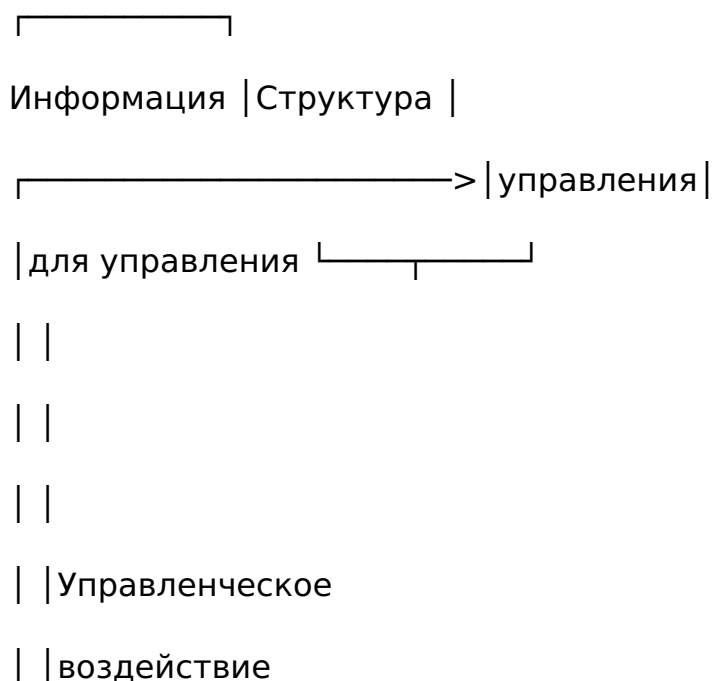 ┌───────────┐
Информация │Структура │
┌──────────────────────>│управления│
│для управления └────┬─────┘
│ │
│ │
│ │
│ │Управленческое
│ │воздействие